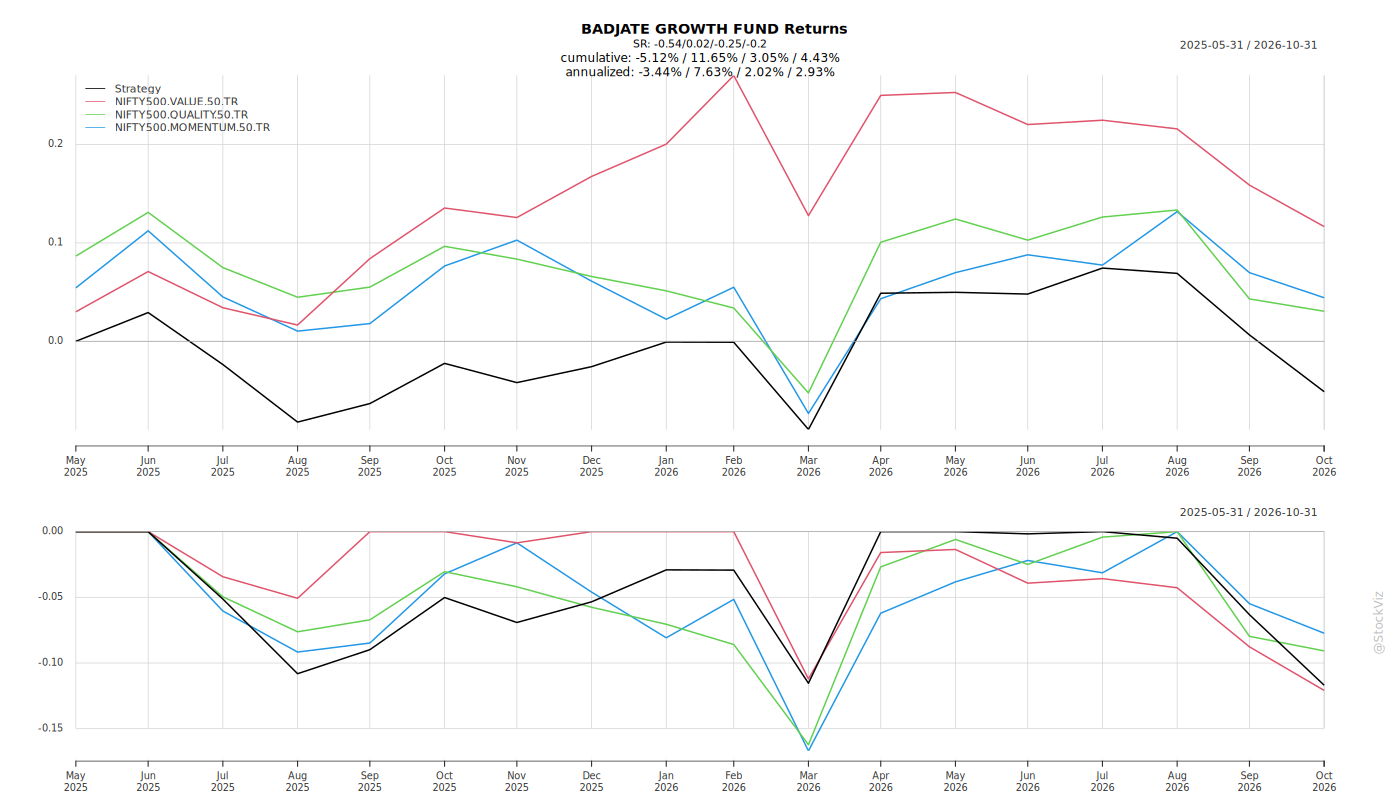 BADJATE GROWTH FUND Returns
SR: -0.54/0.02/-0.25/-0.2
cumulative: -5.12% / 11.65% / 3.05% / 4.43%
annualized: -3.44% / 7.63% / 2.02% / 2.93%
2025-05-31 / 2026-10-31
Strategy
NIFTY500.VALUE.50.TR
NIFTY500.QUALITY.50.TR
NIFTY500.MOMENTUM.50.TR
0.2
0.1
0.0
May Jun Jul Aug Sep Oct Nov Dec Jan Feb Mar Apr May Jun Jul Aug Sep Oct
2025 2025 2025 2025 2025 2025 2025 2025 2026 2026 2026 2026 2026 2026 2026 2026 2026 2026
2025-05-31 / 2026-10-31
0.00
-0.05
-0.10
-0.15
May Jun Jul Aug Sep Oct Nov Dec Jan Feb Mar Apr May Jun Jul Aug Sep Oct
2025 2025 2025 2025 2025 2025 2025 2025 2026 2026 2026 2026 2026 2026 2026 2026 2026 2026
@StockViz